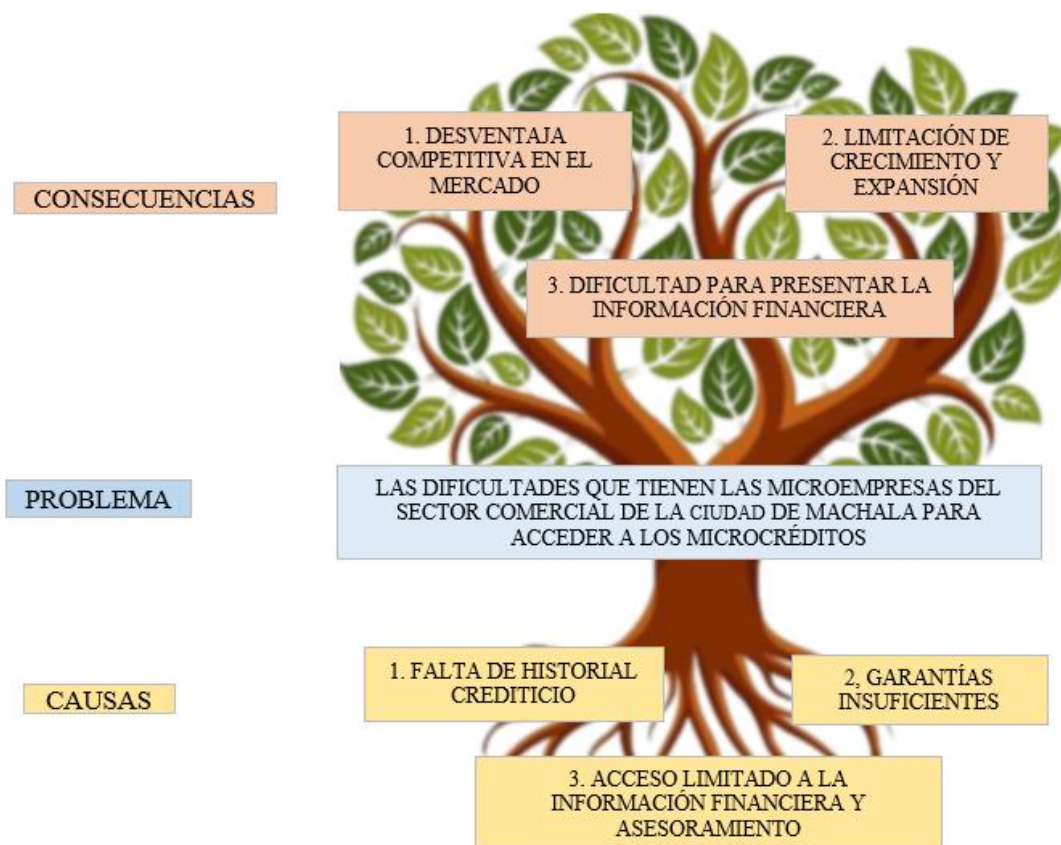 1. DESVENTAJA
COMPETITIVA EN EL
MERCADO
2. LIMITACIÓN DE
CRECIMIENTO Y
EXPANSIÓN
CONSECUENCIAS
3. DIFICULTAD PARA PRESENTAR LA
INFORMACIÓN FINANCIERA
PROBLEMA
LAS DIFICULTADES QUE TIENEN LAS MICROEMPRESAS DEL
SECTOR COMERCIAL DE LA CIUDAD DE MACHALA PARA
ACCEDER A LOS MICROCRÉDITOS
CAUSAS
1. FALTA DE HISTORIAL
CREDITICIO
2, GARANTÍAS
INSUFICIENTES
3. ACCESO LIMITADO A LA
INFORMACIÓN FINANCIERA Y
ASESORAMIENTO